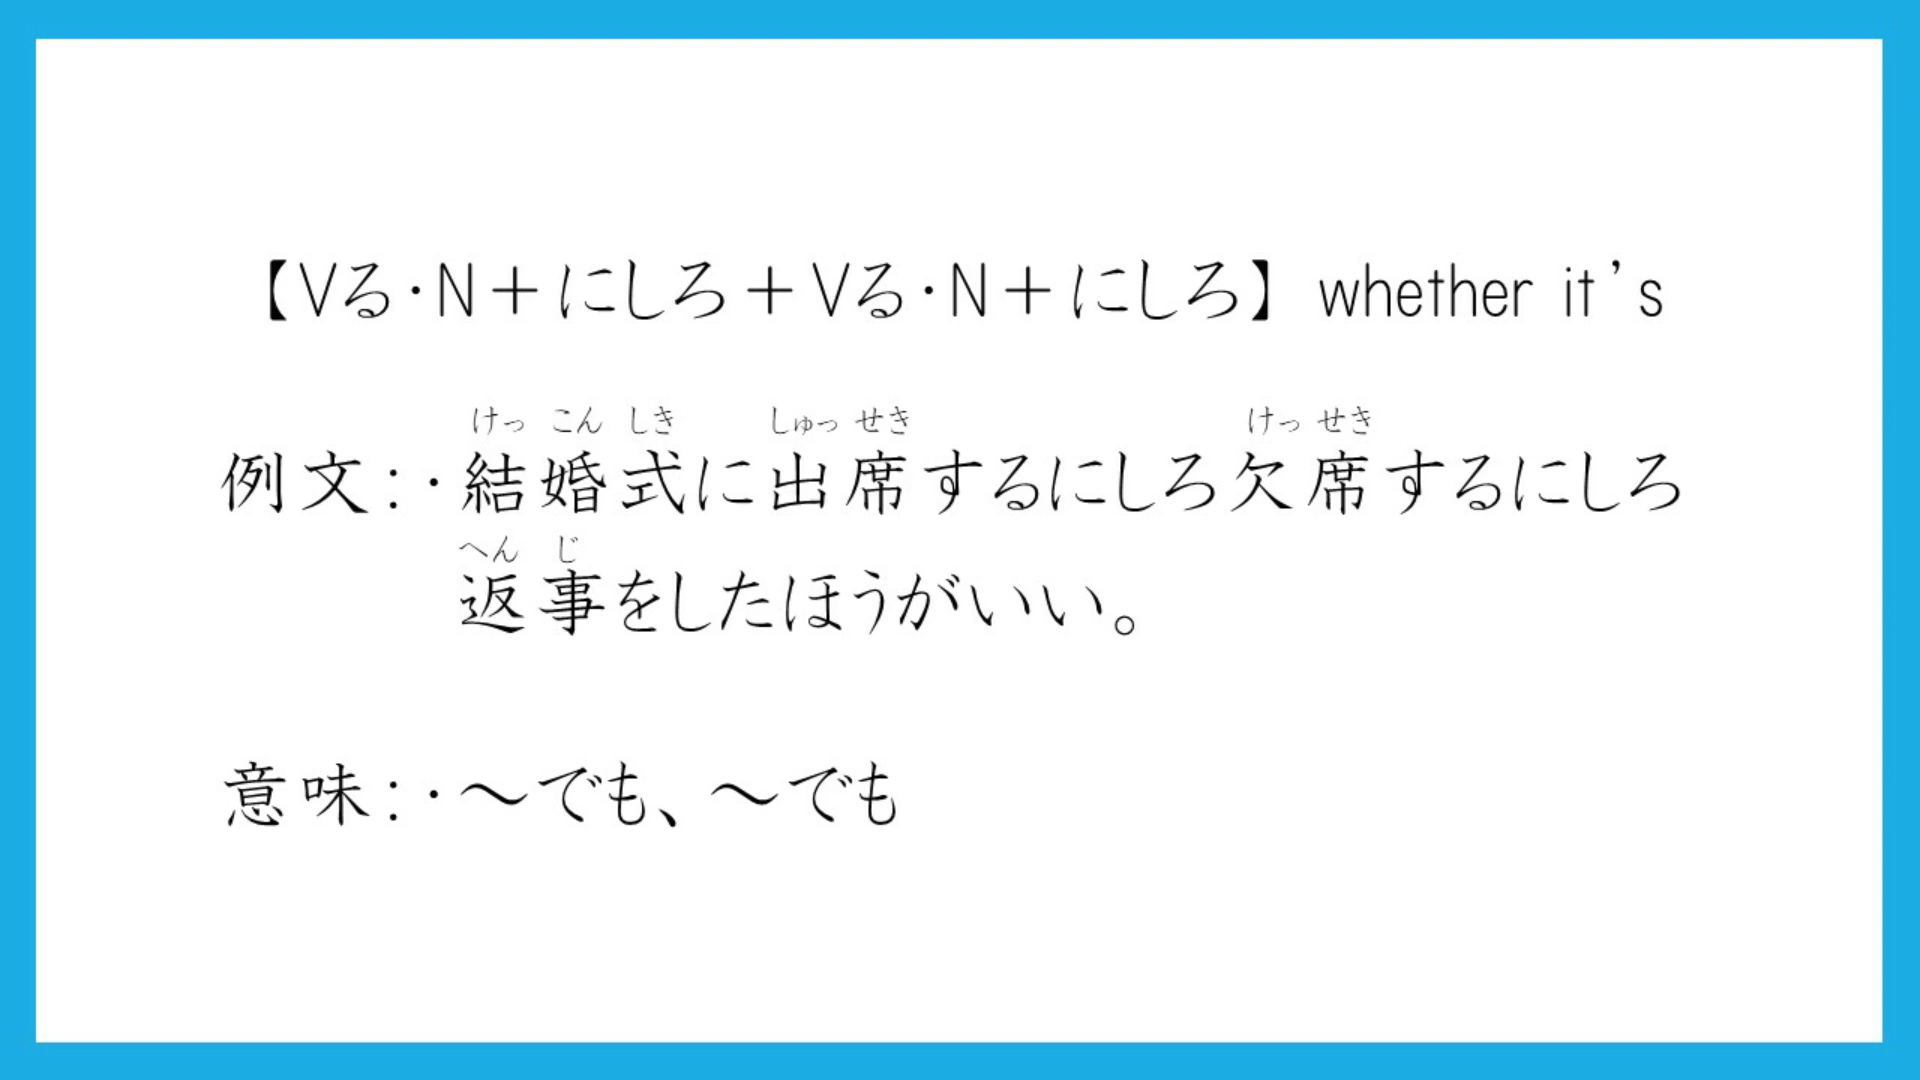 【Vる・N＋にしろ＋Vる・N＋にしろ】 whether it's
けっ こん しき しゅっ せき けっ せき
例文：・結婚式に出席するにしろ欠席するにしろ
へん じ
返事をしたほうがいい。
意味：・～でも、～でも